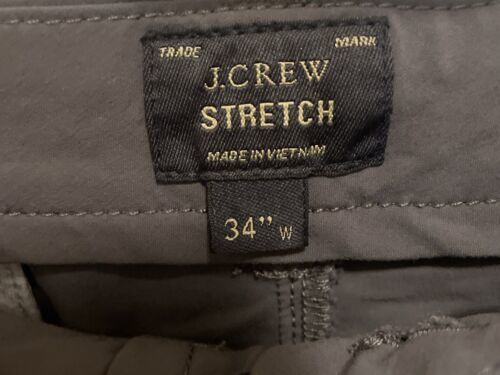 TRADE MARK
J.CREW
STRETCH
MADE IN VIETNAM
34" W